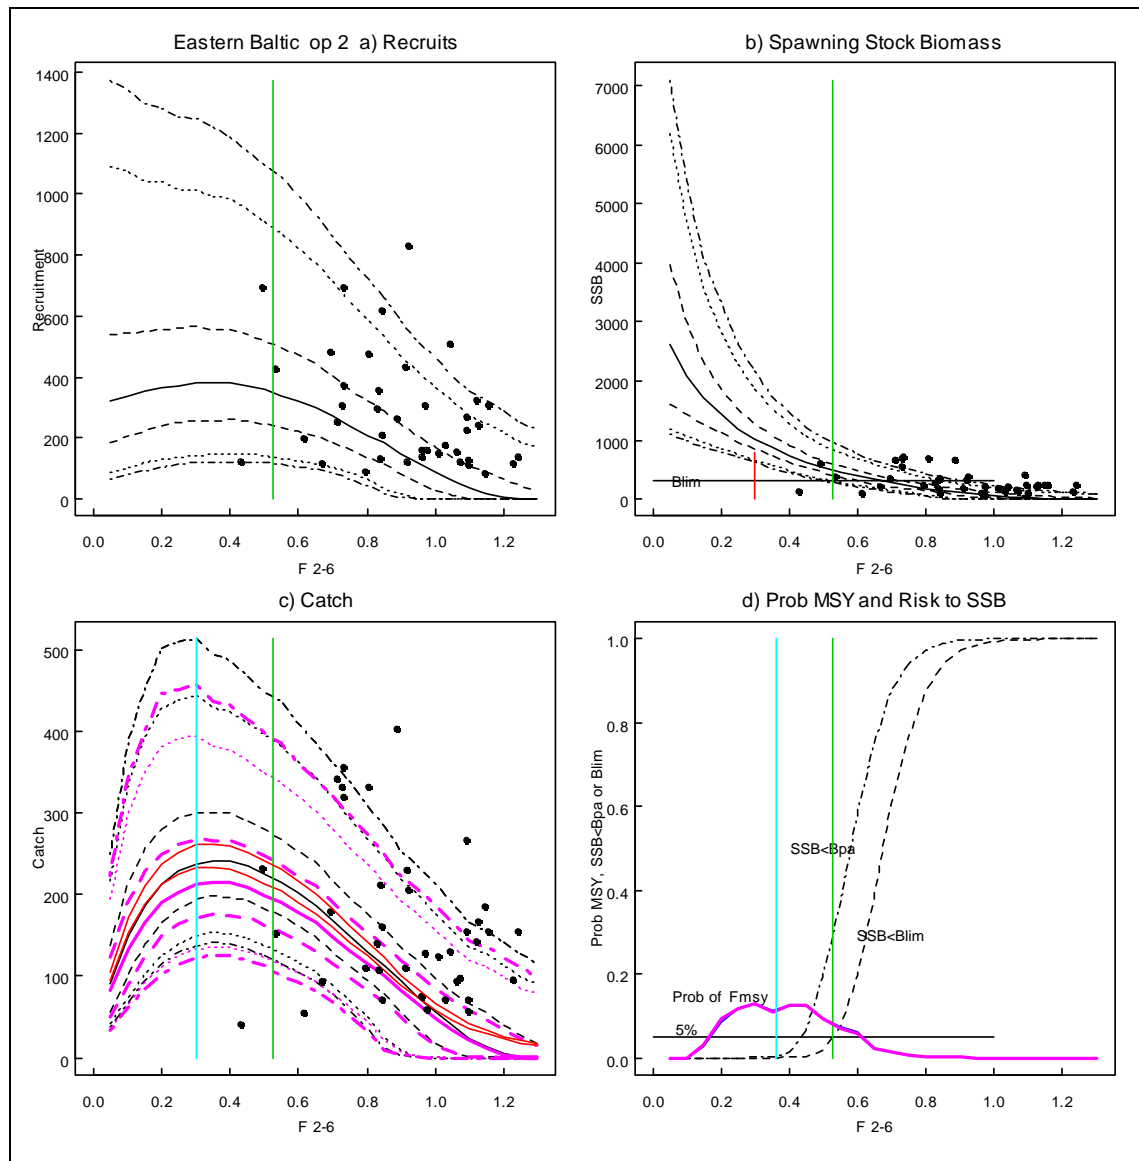 Eastern Baltic op 2 a) Recruits
Recruitment
1400
1200
1000
800
600
400
200
0
0.0 0.2 0.4 0.6 0.8 1.0 1.2
F 2-6
b) Spawning Stock Biomass
SSB
7000
6000
5000
4000
3000
2000
1000
0
Blim
0.0 0.2 0.4 0.6 0.8 1.0 1.2
F 2-6
c) Catch
Catch
500
400
300
200
100
0
0.0 0.2 0.4 0.6 0.8 1.0 1.2
F 2-6
d) Prob MSY and Risk to SSB
Prob MSY, SSB<Bpa or Blim
1.0
0.8
0.6
0.4
0.2
0.0
SSB<Bpa
SSB<Blim
Prob of Fmsy
5%
0.0 0.2 0.4 0.6 0.8 1.0 1.2
F 2-6